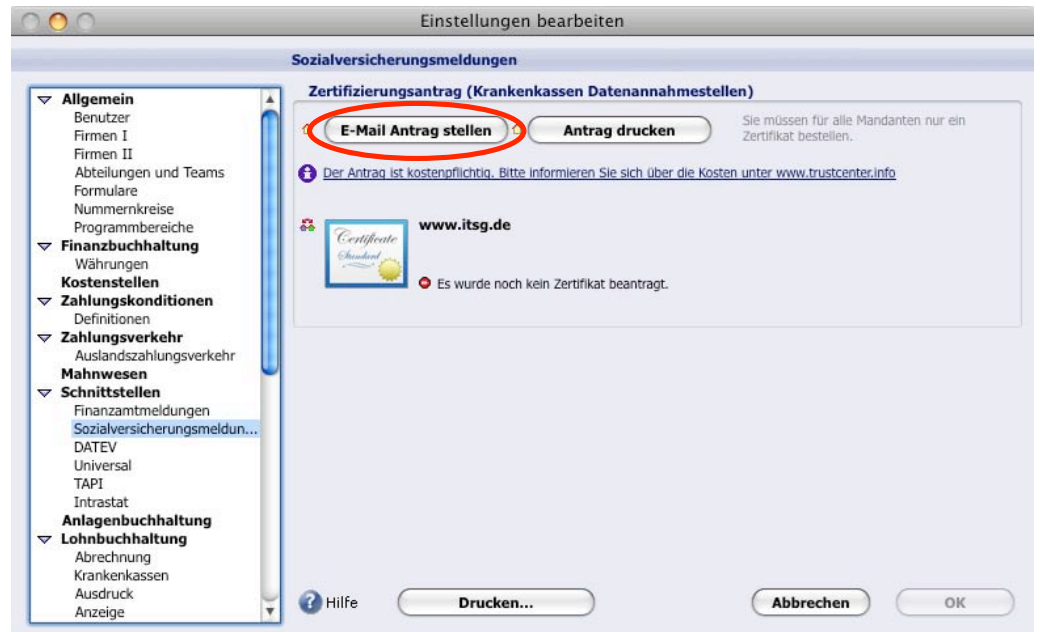 Einstellungen bearbeiten
Sozialversicherungsmeldungen
Allgemein
Benutzer
Firmen I
Firmen II
Abteilungen und Teams
Formulare
Nummernkreise
Programmbereiche
Finanzbuchhaltung
Währungen
Kostenstellen
Zahlungskonditionen
Definitionen
Zahlungsverkehr
Auslandszahlungsverkehr
Mahnwesen
Schnittstellen
Finanzamtmeldungen
Sozialversicherungsmeldun...
DATEV
Universal
TAPI
Intrastat
Anlagenbuchhaltung
Lohnbuchhaltung
Abrechnung
Krankenkassen
Ausdruck
Anzeige
Zertifizierungsantrag (Krankenkassen Datenannahmestellen)
E-Mail Antrag stellen
Antrag drucken
Sie müssen für alle Mandanten nur ein
Zertifikat bestellen.
Der Antrag ist kostenpflichtig. Bitte informieren Sie sich über die Kosten unter www.trustcenter.info
Certificate
Standard
www.itsg.de
Es wurde noch kein Zertifikat beantragt.
Hilfe
Drucken...
Abbrechen
OK